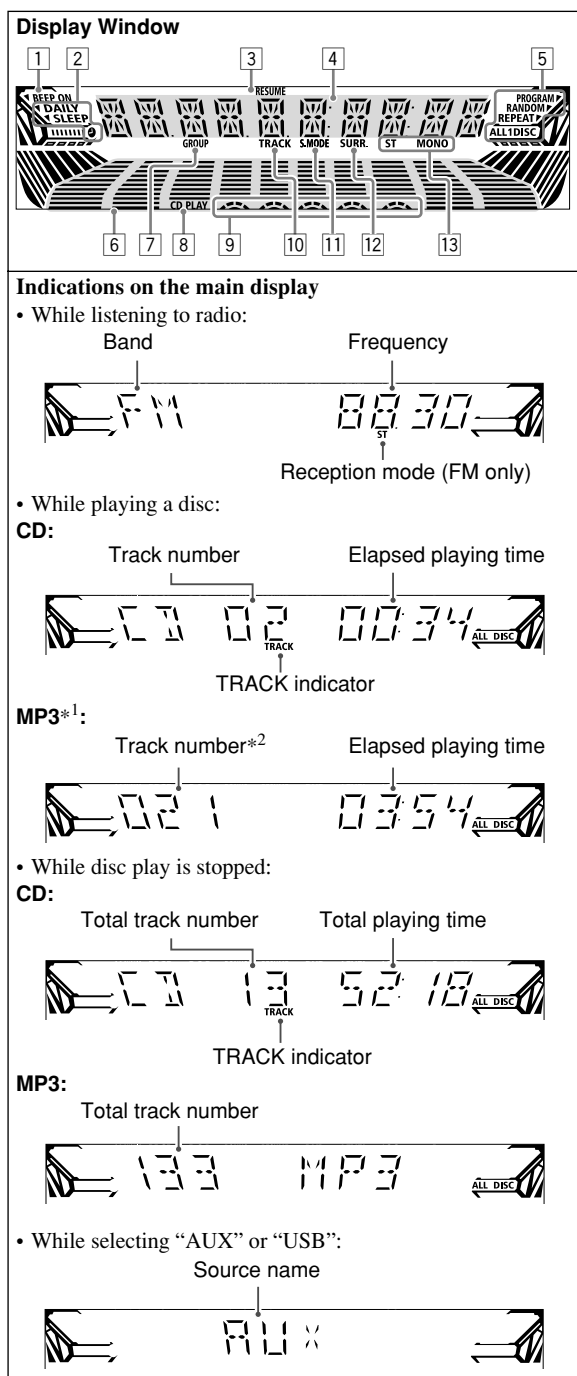 Display Window
1 2 3 4 5
BEEP ON
DAILY
SLEEP
RESUME
PROGRAM
RANDOM
REPEAT
ALL1DISC
GROUP TRACK S.MODE SURR. ST MONO
CD PLAY
6 7 8 9 10 11 12 13
Indications on the main display
• While listening to radio:
Band Frequency
FM 88.30
ST
Reception mode (FM only)
• While playing a disc:
CD:
Track number Elapsed playing time
CD 02 00:34 ALL DISC
TRACK
TRACK indicator
MP3*1:
Track number*2 Elapsed playing time
021 03:54 ALL DISC
• While disc play is stopped:
CD:
Total track number Total playing time
CD 13 52:18 ALL DISC
TRACK
TRACK indicator
MP3:
Total track number
133 MP3 ALL DISC
• While selecting “AUX” or “USB”:
Source name
AUX